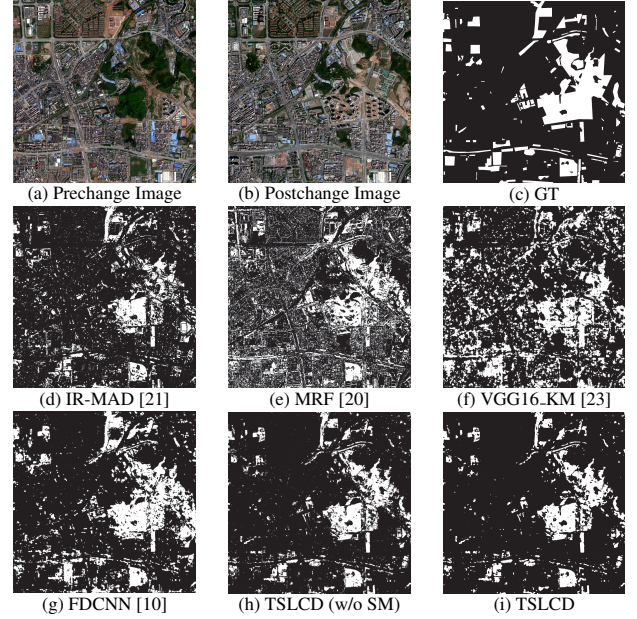 (a) Prechange Image
(b) Postchange Image
(c) GT
(d) IR-MAD [21]
(e) MRF [20]
(f) VGG16_KM [23]
(g) FDCNN [10]
(h) TSLCD (w/o SM)
(i) TSLCD